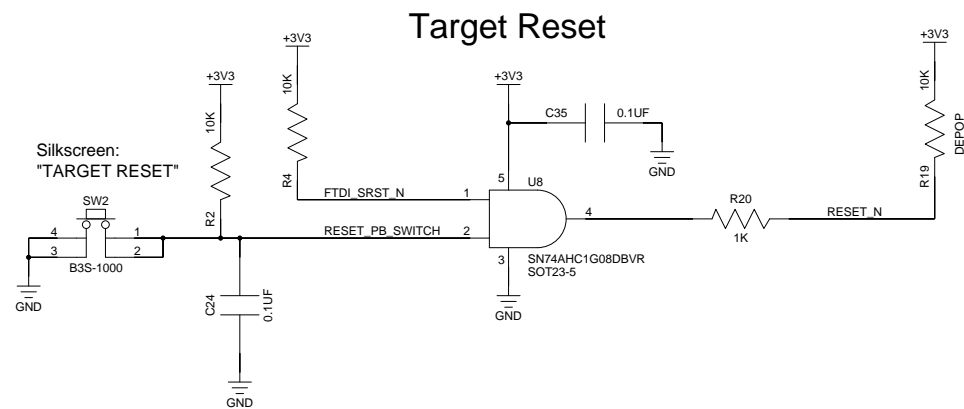 Target Reset
+3V3
+3V3
+3V3
+3V3
10K
10K
10K
C35
0.1UF
DEPOP
Silkscreen:
"TARGET RESET"
GND
R4
5
U8
R19
SW2
FTDI_SRST_N
1
R20
R2
4
RESET_N
4
1
RESET_PB_SWITCH
2
1K
3
2
3
SN74AHC1G08DBVR
B3S-1000
SOT23-5
GND
C24
0.1UF
GND
GND